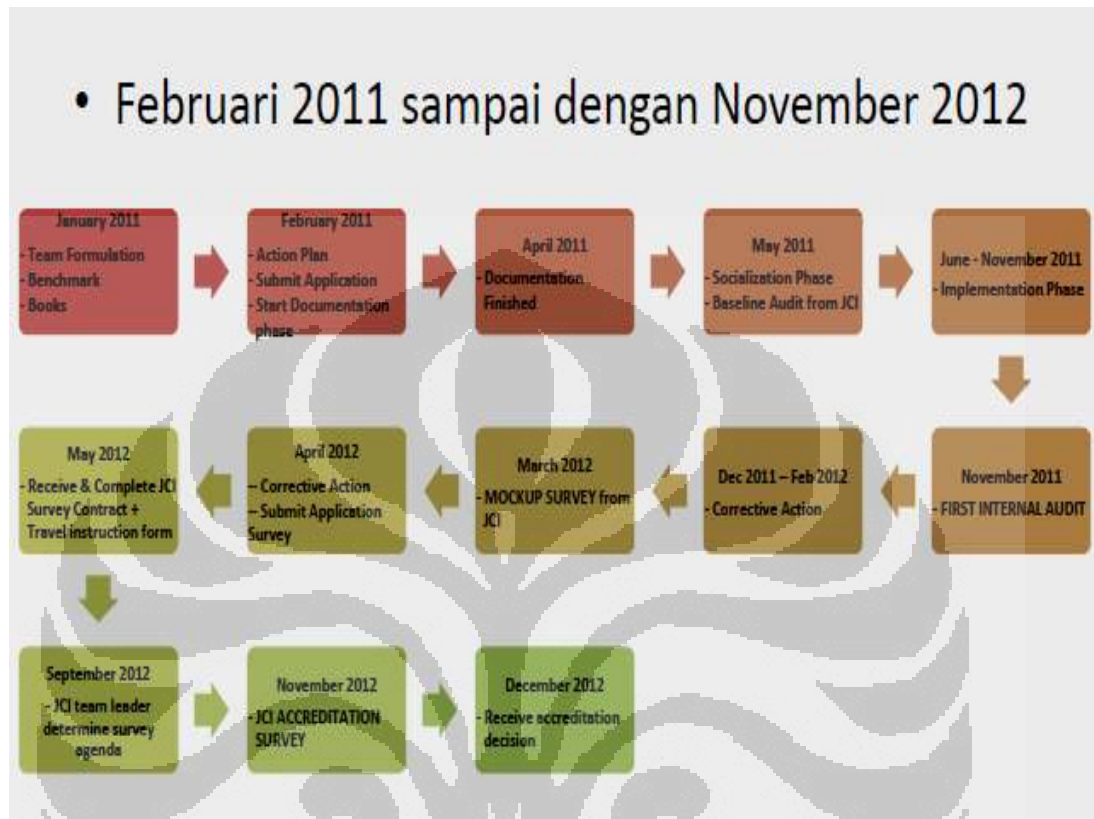 • Februari 2011 sampai dengan November 2012
January 2011
- Team Formulation
- Benchmark
- Books
February 2011
- Action Plan
- Submit Application
- Start Documentation
phase
April 2011
- Documentation
Finished
May 2011
- Socialization Phase
- Baseline Audit from JCI
June - November 2011
- Implementation Phase
November 2011
- FIRST INTERNAL AUDIT
Dec 2011 – Feb 2012
- Corrective Action
March 2012
- MOCKUP SURVEY from
JCI
April 2012
– Corrective Action
– Submit Application
Survey
May 2012
- Receive & Complete JCI
Survey Contract +
Travel instruction form
September 2012
- JCI team leader
determine survey
agenda
November 2012
- JCI ACCREDITATION
SURVEY
December 2012
- Receive accreditation
decision